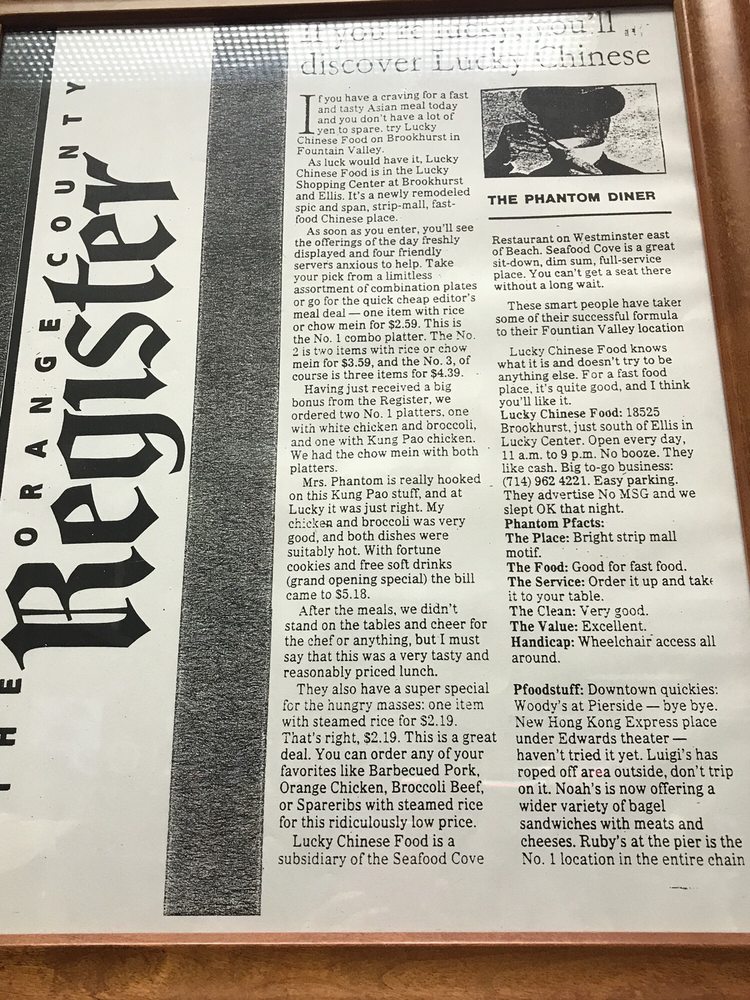 THE ORANGE COUNTY
Register
If you're lucky, you'll
discover Lucky Chinese
If you have a craving for a fast
and tasty Asian meal today
and you don't have a lot of
yen to spare. try Lucky
Chinese Food on Brookhurst in
Fountain Valley.
As luck would have it, Lucky
Chinese Food is in the Lucky
Shopping Center at Brookhurst
and Ellis. It's a newly remodeled
spic and span, strip-mall, fast-
food Chinese place.
As soon as you enter, you'll see
the offerings of the day freshly
displayed and four friendly
servers anxious to help. Take
your pick from a limitless
assortment of combination plates
or go for the quick cheap editor's
meal deal — one item with rice
or chow mein for $2.59. This is
the No. 1 combo platter. The No.
2 is two items with rice or chow
mein for $3.59, and the No. 3, of
course is three items for $4.39.
Having just received a big
bonus from the Register, we
ordered two No. 1 platters, one
with white chicken and broccoli,
and one with Kung Pao chicken.
We had the chow mein with both
platters.
Mrs. Phantom is really hooked
on this Kung Pao stuff, and at
Lucky it was just right. My
chicken and broccoli was very
good, and both dishes were
suitably hot. With fortune
cookies and free soft drinks
(grand opening special) the bill
came to $5.18.
After the meals, we didn't
stand on the tables and cheer for
the chef or anything, but I must
say that this was a very tasty and
reasonably priced lunch.
They also have a super special
for the hungry masses: one item
with steamed rice for $2.19.
That's right, $2.19. This is a great
deal. You can order any of your
favorites like Barbecued Pork,
Orange Chicken, Broccoli Beef,
or Spareribs with steamed rice
for this ridiculously low price.
Lucky Chinese Food is a
subsidiary of the Seafood Cove
THE PHANTOM DINER
Restaurant on Westminster east
of Beach. Seafood Cove is a great
sit-down, dim sum, full-service
place. You can't get a seat there
without a long wait.
These smart people have taken
some of their successful formula
to their Fountian Valley location
Lucky Chinese Food knows
what it is and doesn't try to be
anything else. For a fast food
place, it's quite good, and I think
you'll like it.
Lucky Chinese Food: 18525
Brookhurst, just south of Ellis in
Lucky Center. Open every day,
11 a.m. to 9 p.m. No booze. They
like cash. Big to-go business:
(714) 962 4221. Easy parking.
They advertise No MSG and we
slept OK that night.
Phantom Pfacts:
The Place: Bright strip mall
motif.
The Food: Good for fast food.
The Service: Order it up and take
it to your table.
The Clean: Very good.
The Value: Excellent.
Handicap: Wheelchair access all
around.
Pfoodstuff: Downtown quickies:
Woody's at Pierside — bye bye.
New Hong Kong Express place
under Edwards theater —
haven't tried it yet. Luigi's has
roped off area outside, don't trip
on it. Noah's is now offering a
wider variety of bagel
sandwiches with meats and
cheeses. Ruby's at the pier is the
No. 1 location in the entire chain